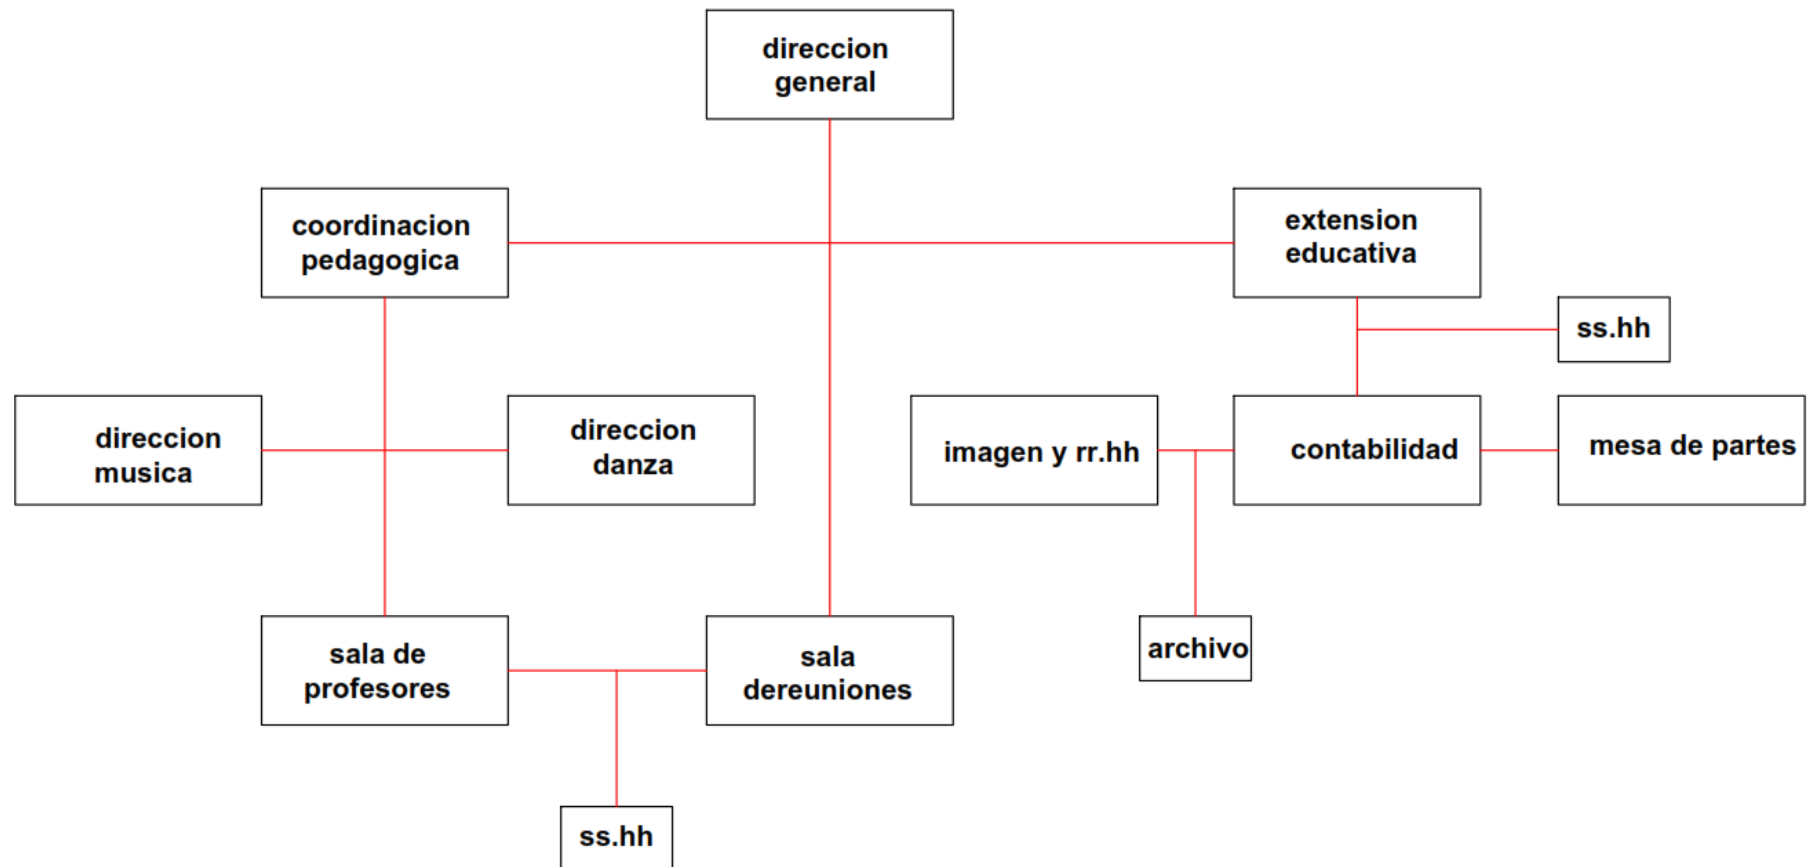 direccion
general
coordinacion
pedagogica
extension
educativa
ss.hh
direccion
musica
direccion
danza
imagen y rr.hh
contabilidad
mesa de partes
sala de
profesores
sala
dereuniones
archivo
ss.hh